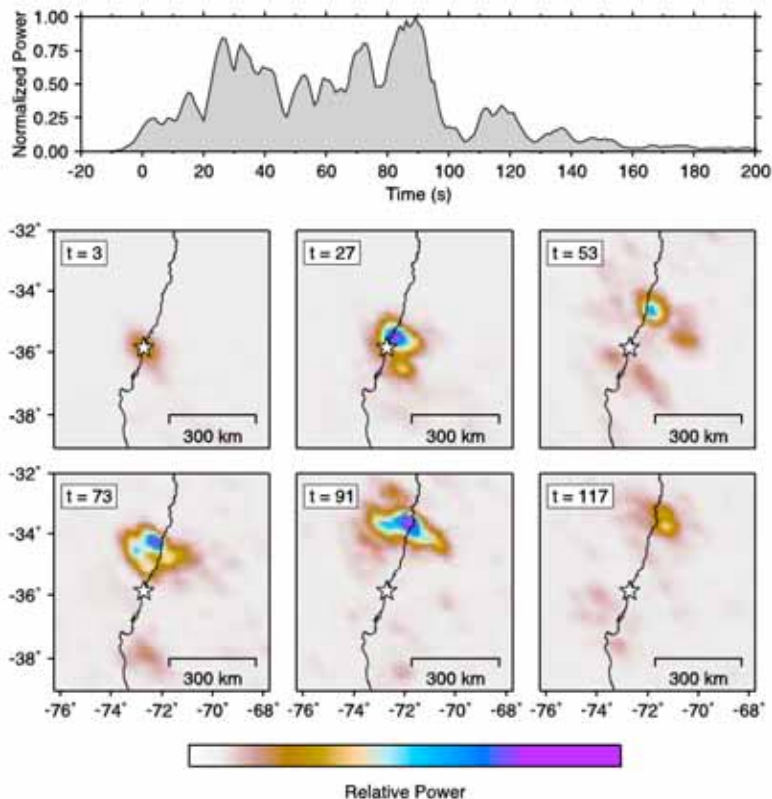 Normalized Power
1.00
0.75
0.50
0.25
0.00
-20 0 20 40 60 80 100 120 140 160 180 200
Time (s)
-32˚
-34˚
-36˚
-38˚
t = 3
300 km
t = 27
300 km
t = 53
300 km
-32˚
-34˚
-36˚
-38˚
t = 73
300 km
t = 91
300 km
t = 117
300 km
-76˚ -74˚ -72˚ -70˚ -68˚
-76˚ -74˚ -72˚ -70˚ -68˚
-76˚ -74˚ -72˚ -70˚ -68˚
Relative Power